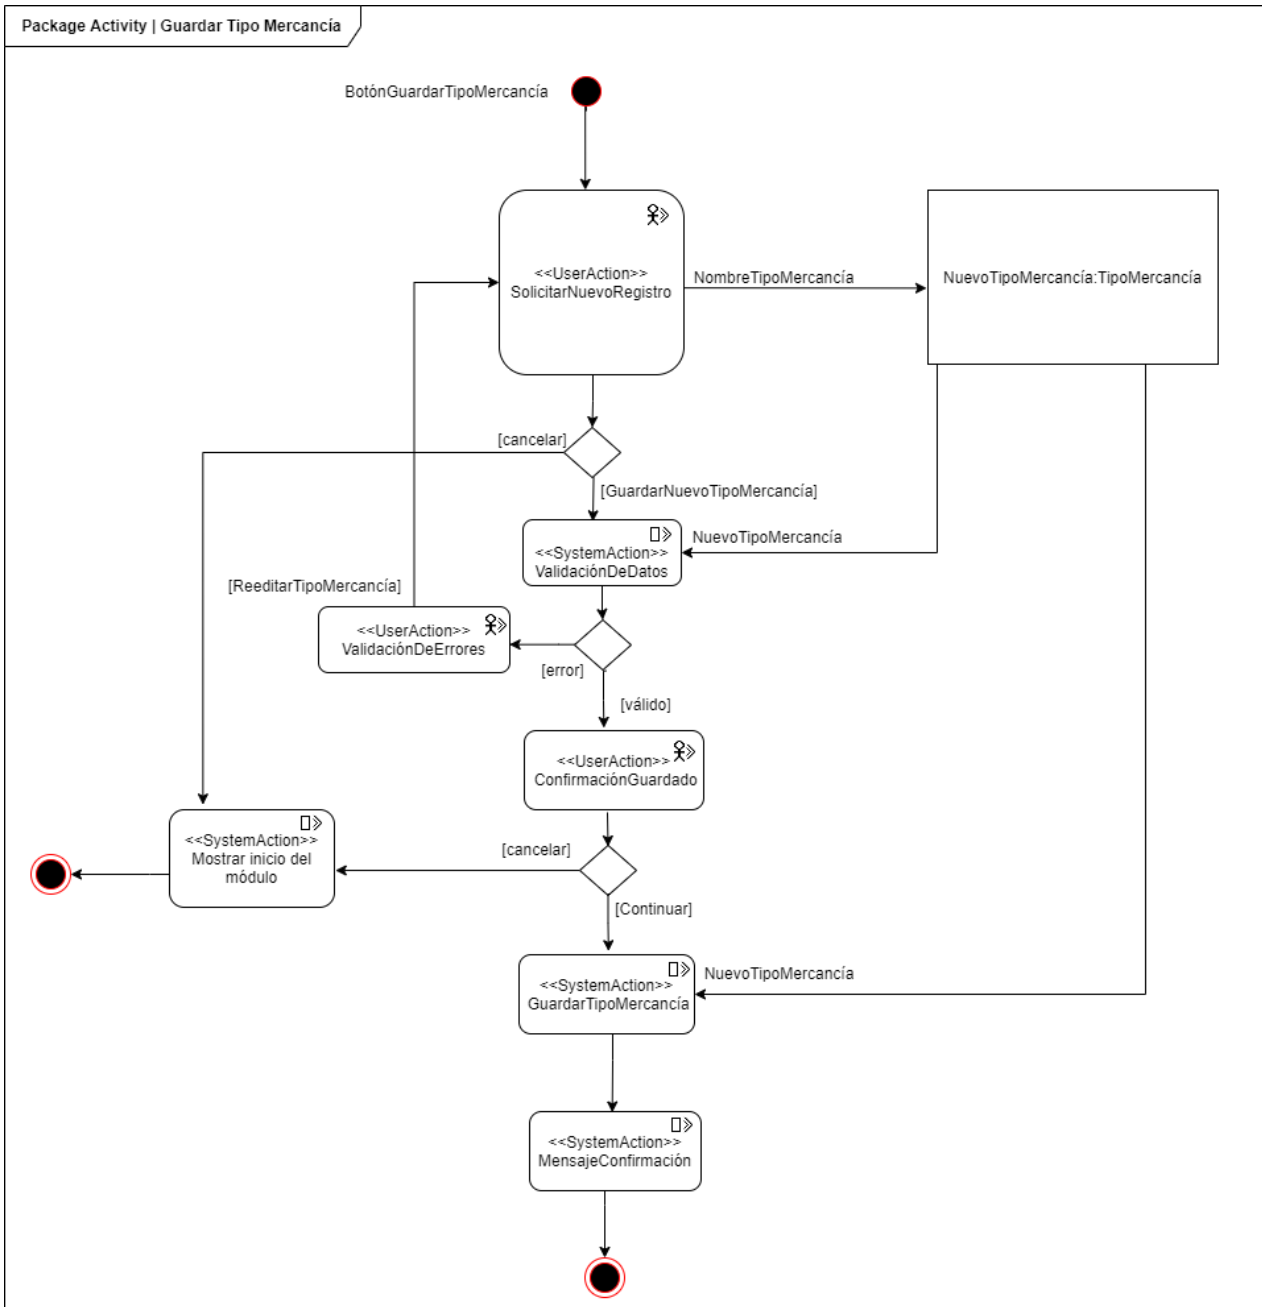 Package Activity | Guardar Tipo Mercancía
BotónGuardarTipoMercancía
<<UserAction>>
SolicitarNuevoRegistro
NombreTipoMercancía
NuevoTipoMercancía:TipoMercancía
[cancelar]
[GuardarNuevoTipoMercancía]
<<SystemAction>>
ValidaciónDeDatos
NuevoTipoMercancía
[ReeditarTipoMercancía]
<<UserAction>>
ValidaciónDeErrores
[error]
[válido]
<<UserAction>>
ConfirmaciónGuardado
<<SystemAction>>
Mostrar inicio del
módulo
[cancelar]
[Continuar]
<<SystemAction>>
GuardarTipoMercancía
NuevoTipoMercancía
<<SystemAction>>
MensajeConfirmación